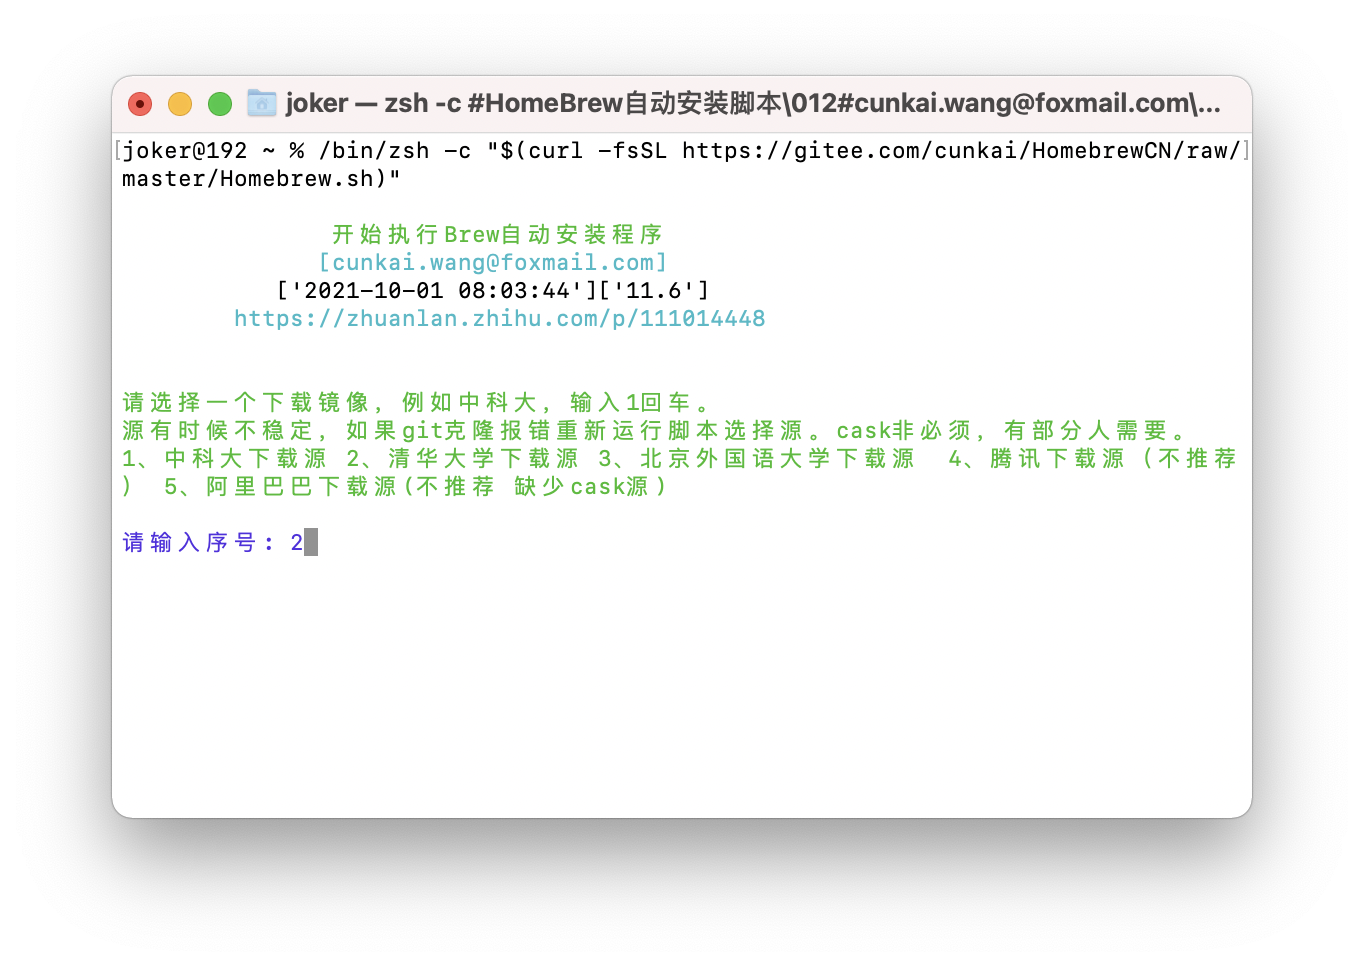 joker — zsh -c #HomeBrew自动安装脚本\012#cunkai.wang@foxmail.com\...
[joker@192 ~ % /bin/zsh -c "$(curl -fsSL https://gitee.com/cunkai/HomebrewCN/raw/]
master/Homebrew.sh)"
开始执行Brew自动安装程序
[cunkai.wang@foxmail.com]
['2021-10-01 08:03:44']['11.6']
https://zhuanlan.zhihu.com/p/111014448
请选择一个下载镜像，例如中科大，输入1回车。
源有时候不稳定，如果git克隆报错重新运行脚本选择源。cask非必须，有部分人需要。
1、中科大下载源 2、清华大学下载源 3、北京外国语大学下载源  4、腾讯下载源（不推荐
） 5、阿里巴巴下载源(不推荐 缺少cask源)
请输入序号: 2